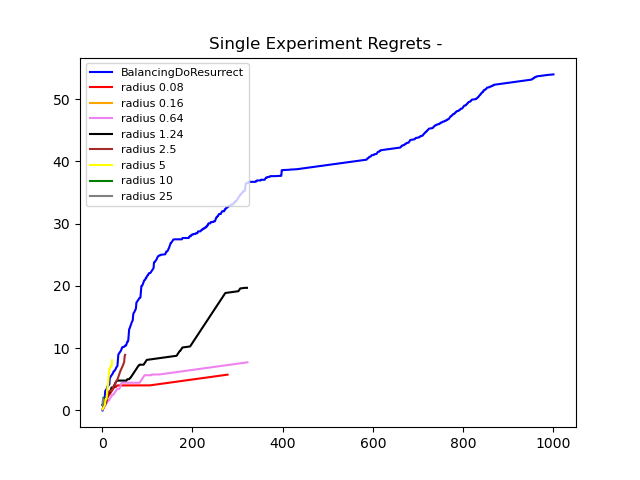 Single Experiment Regrets -
BalancingDoResurrect
radius 0.08
radius 0.16
radius 0.64
radius 1.24
radius 2.5
radius 5
radius 10
radius 25
50
40
30
20
10
0
0 200 400 600 800 1000